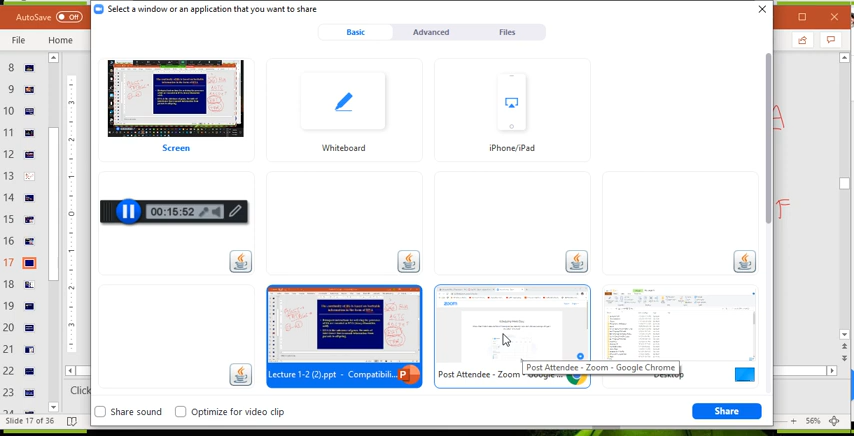 Select a window or an application that you want to share
AutoSave Off
File Home
Basic Advanced Files
Screen
Whiteboard
iPhone/iPad
00:15:52
8
9
10
11
12
13
14
15
16
17
18
19
20
21
22
23
24
A
F
zoom
Lecture 1-2 (2).ppt - Compatibili...
Post Attendee - Zoom - Google ...
Post Attendee - Zoom - Google Chrome
Desktop
Click
Share sound
Optimize for video clip
Share
Slide 17 of 36
56%